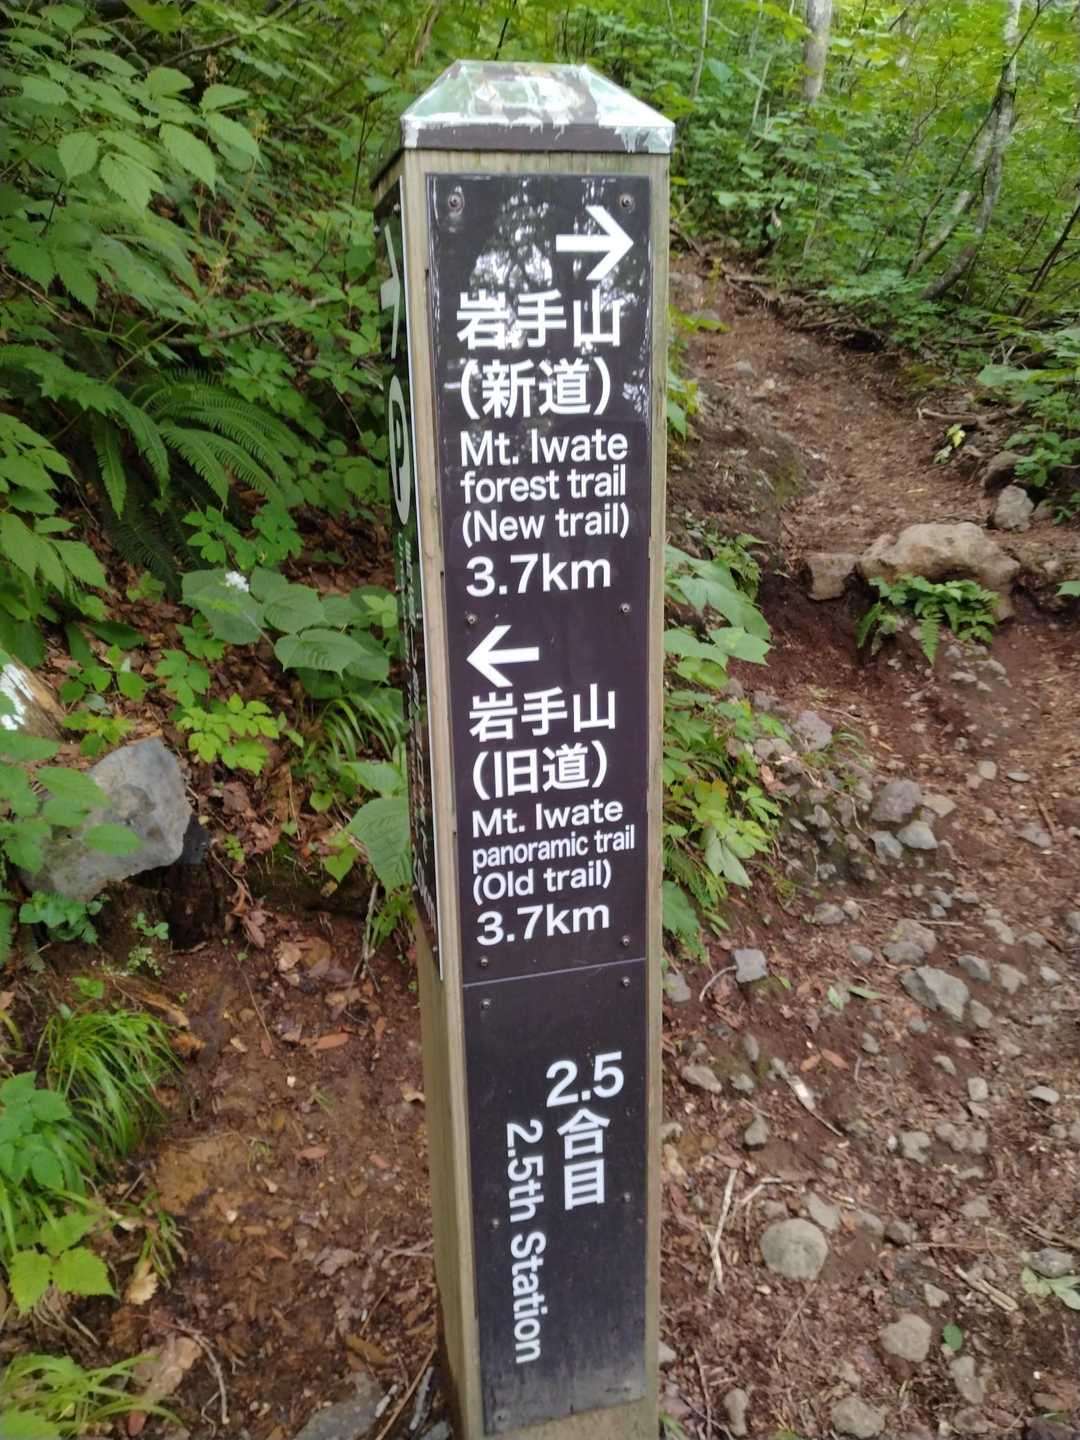 →
岩手山
(新道)
Mt. Iwate
forest trail
(New trail)
3.7km
←
岩手山
(旧道)
Mt. Iwate
panoramic trail
(Old trail)
3.7km
2.5合目
2.5th Station